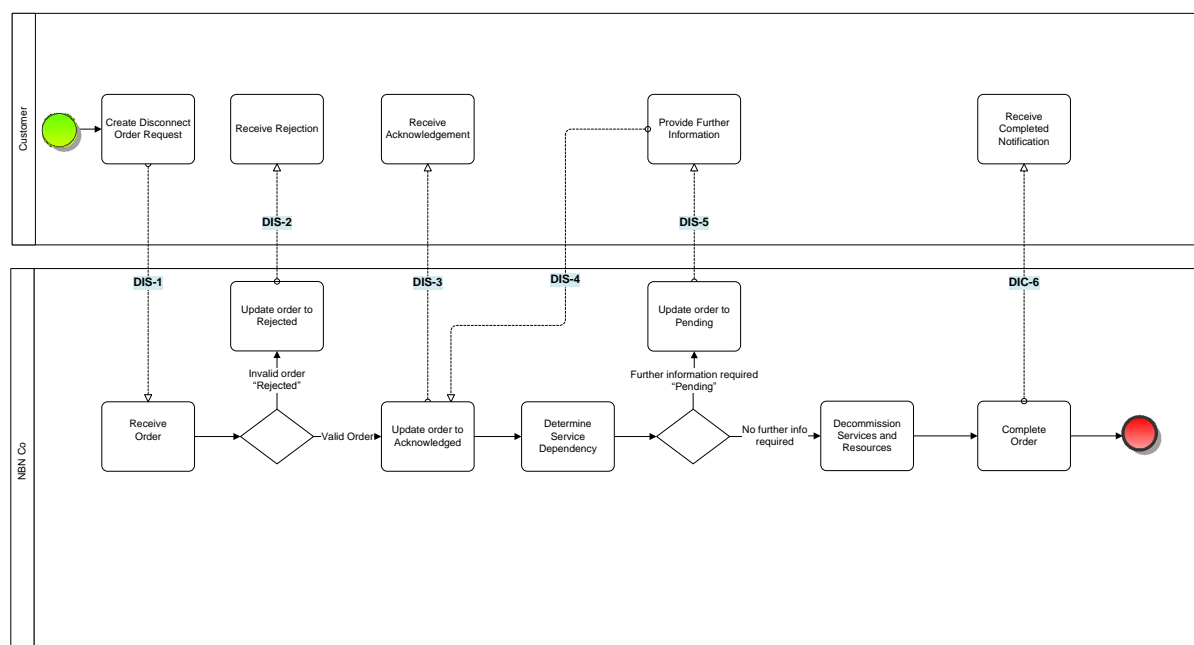 Customer
Create Disconnect
Order Request
Receive Rejection
Receive
Acknowledgement
Provide Further
Information
Receive
Completed
Notification
DIS-2
DIS-5
DIS-1
DIS-3
DIS-4
DIC-6
NBN Co
Update order to
Rejected
Update order to
Pending
Invalid order
“Rejected”
Further information required
“Pending”
Receive
Order
Valid Order
Update order to
Acknowledged
Determine
Service
Dependency
No further info
required
Decommission
Services and
Resources
Complete
Order